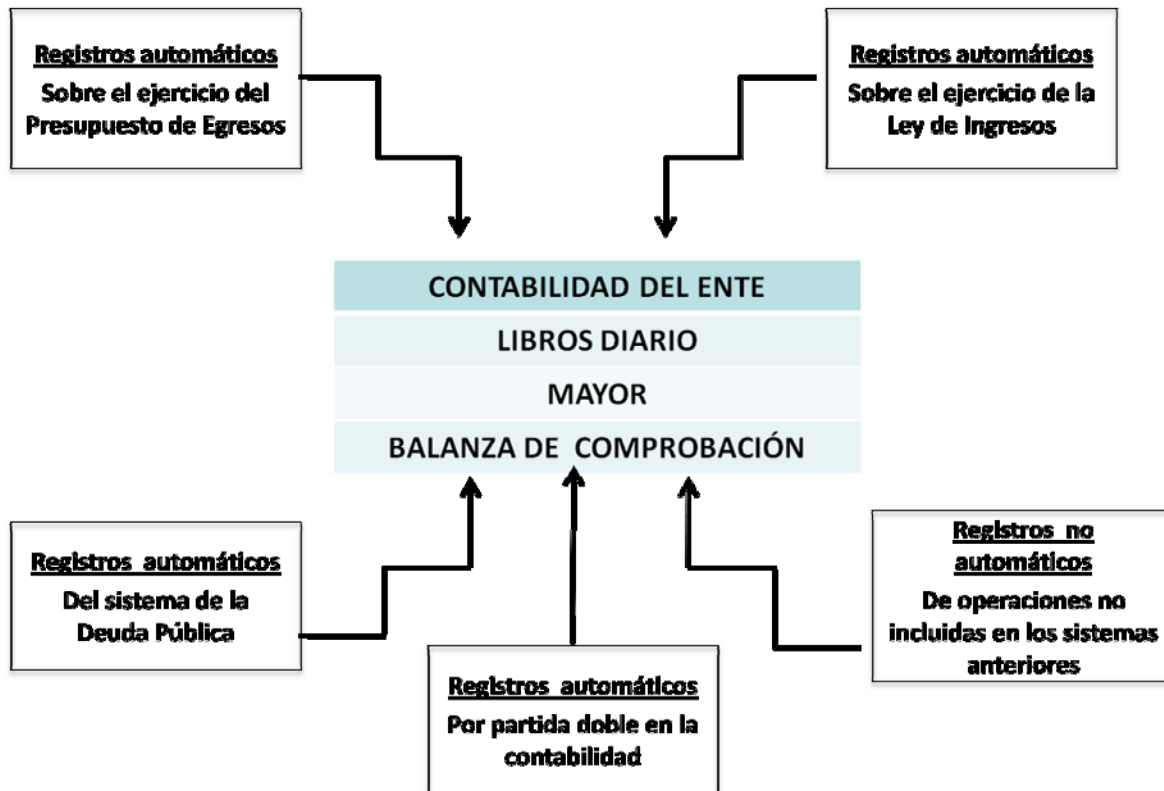 Registros automáticos
Sobre el ejercicio del
Presupuesto de Egresos
Registros automáticos
Sobre el ejercicio de la
Ley de Ingresos
CONTABILIDAD DEL ENTE
LIBROS DIARIO
MAYOR
BALANZA DE COMPROBACIÓN
Registros automáticos
Del sistema de la
Deuda Pública
Registros automáticos
Por partida doble en la
contabilidad
Registros no
automáticos
De operaciones no
incluidas en los sistemas
anteriores